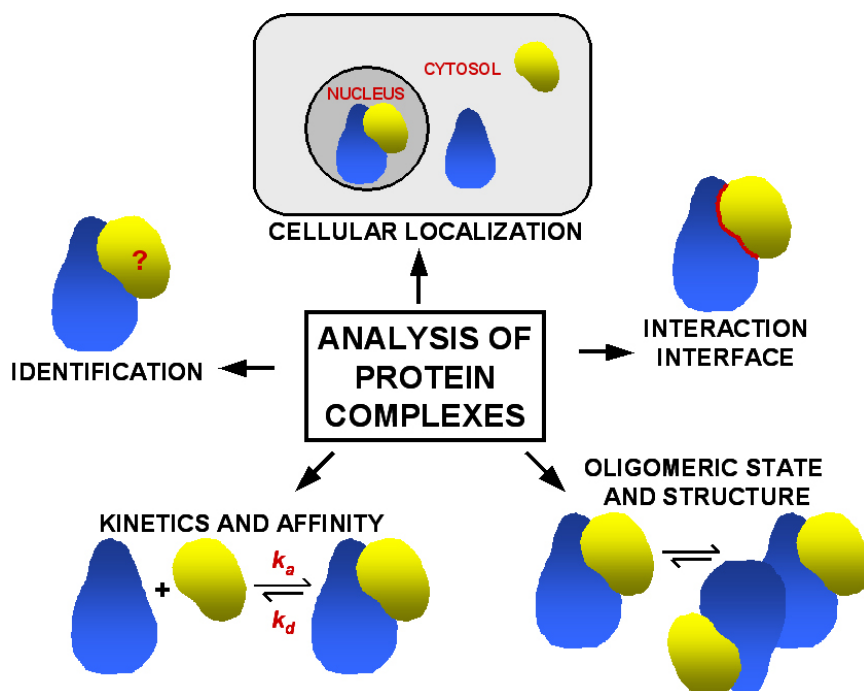 CYTOSOL
NUCLEUS
CELLULAR LOCALIZATION
?
IDENTIFICATION
INTERACTION
INTERFACE
ANALYSIS OF
PROTEIN
COMPLEXES
KINETICS AND AFFINITY
+
ka
kd
OLIGOMERIC STATE
AND STRUCTURE